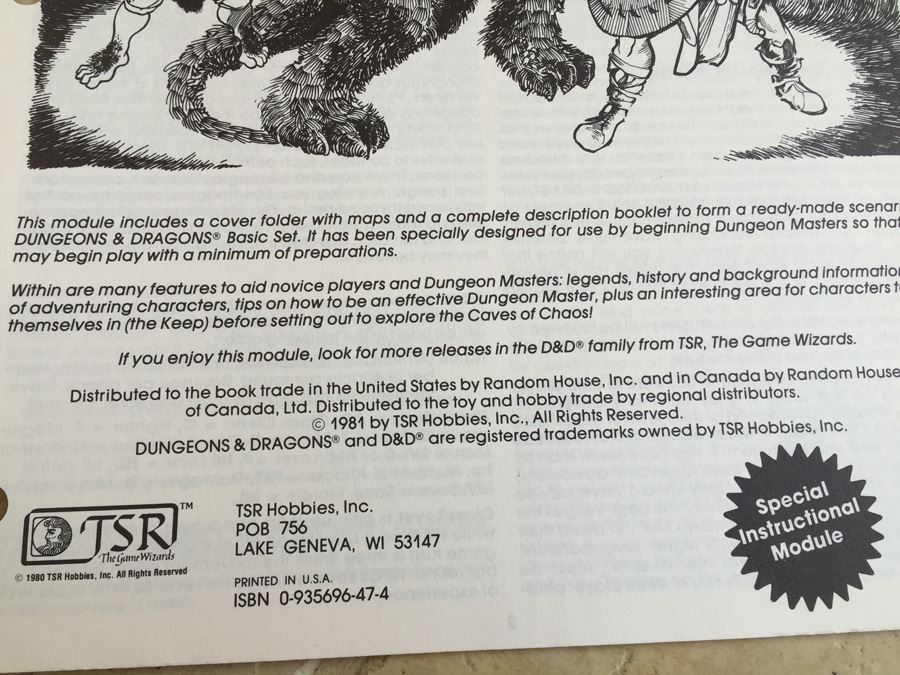 This module includes a cover folder with maps and a complete description booklet to form a ready-made scenari
DUNGEONS & DRAGONS® Basic Set. It has been specially designed for use by beginning Dungeon Masters so that
may begin play with a minimum of preparations.
Within are many features to aid novice players and Dungeon Masters: legends, history and background information
of adventuring characters, tips on how to be an effective Dungeon Master, plus an interesting area for characters t
themselves in (the Keep) before setting out to explore the Caves of Chaos!
If you enjoy this module, look for more releases in the D&D® family from TSR, The Game Wizards.
Distributed to the book trade in the United States by Random House, Inc. and in Canada by Random House
of Canada, Ltd. Distributed to the toy and hobby trade by regional distributors.
© 1981 by TSR Hobbies, Inc., All Rights Reserved.
DUNGEONS & DRAGONS® and D&D® are registered trademarks owned by TSR Hobbies, Inc.
TSR™
The Game Wizards
© 1980 TSR Hobbies, Inc. All Rights Reserved
TSR Hobbies, Inc.
POB 756
LAKE GENEVA, WI 53147
PRINTED IN U.S.A.
ISBN 0-935696-47-4
Special
Instructional
Module